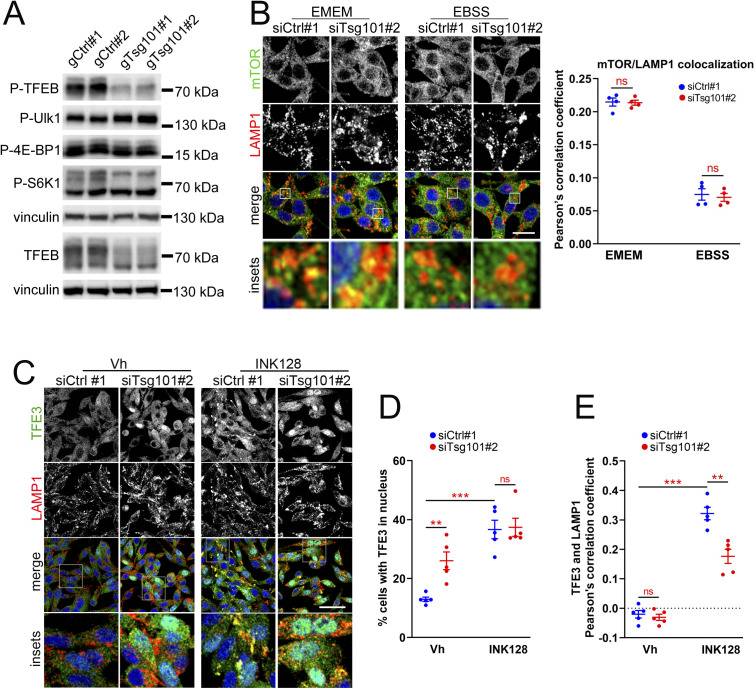 A
gCtrl#1
gCtrl#2
gTsg101#1
gTsg101#2
P-TFEB
70 kDa
P-Ulk1
130 kDa
P-4E-BP1
15 kDa
P-S6K1
70 kDa
vinculin
130 kDa
TFEB
70 kDa
vinculin
130 kDa
B
EMEM
EBSS
siCtrl#1
siTsg101#2
siCtrl#1
siTsg101#2
mTOR
LAMP1
merge
insets
mTOR/LAMP1 colocalization
siCtrl#1
siTsg101#2
Pearson's correlation coefficient
0.25
0.20
0.15
0.10
0.05
0.00
ns
ns
EMEM
EBSS
C
Vh
INK128
siCtrl #1
siTsg101#2
siCtrl #1
siTsg101#2
TFE3
LAMP1
merge
insets
D
siCtrl#1
siTsg101#2
% cells with TFE3 in nucleus
60
40
20
0
**
***
ns
Vh
INK128
E
siCtrl#1
siTsg101#2
TFE3 and LAMP1
Pearson's correlation coefficient
0.5
0.4
0.3
0.2
0.1
0.0
-0.1
***
**
ns
Vh
INK128